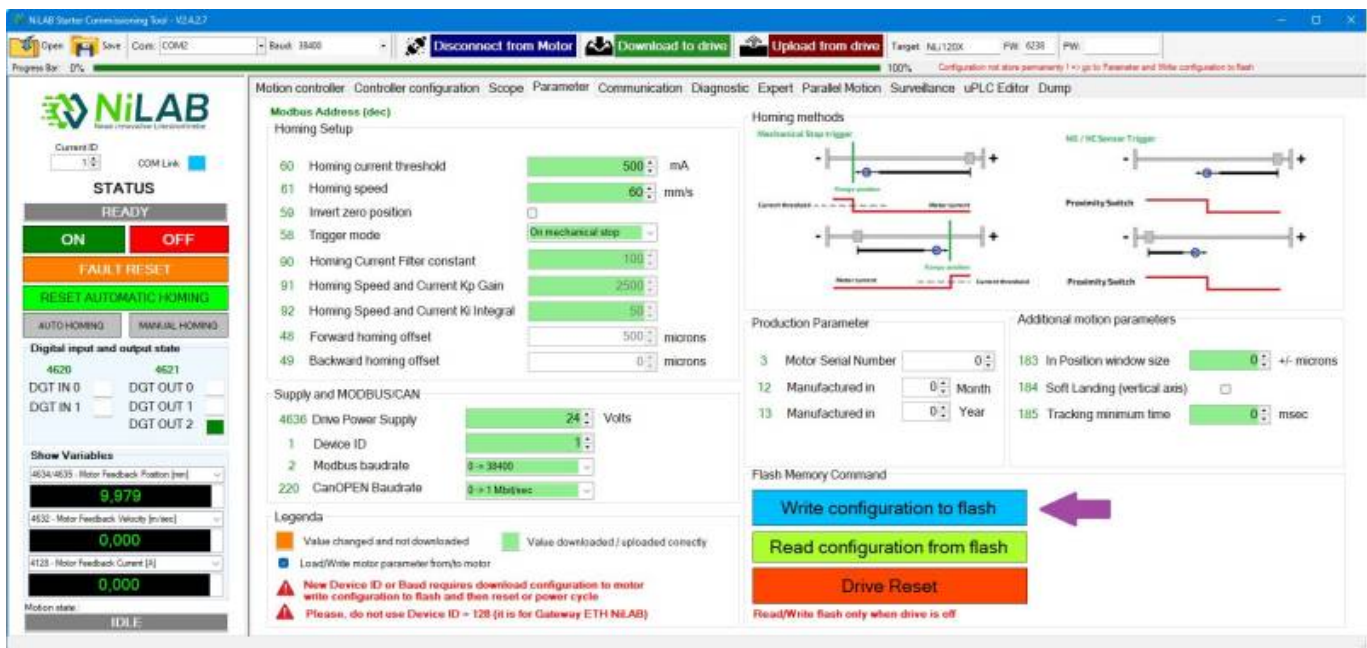 NiLAB Starter Commissioning Tool - V2.4.2.7
Open Save Com: COM2 Baud: 38400 Disconnect from Motor Download to drive Upload from drive Target NLi120X FW: 6238 PW:
Progress Bar: 0% 100% Configuration not store permanently ! => go to Parameter and Write configuration to flash
Motion controller Controller configuration Scope Parameter Communication Diagnostic Expert Parallel Motion Surveillance uPLC Editor Dump
NiLAB
Current ID
1 COM Link
STATUS
READY
ON OFF
FAULT RESET
RESET AUTOMATIC HOMING
AUTO HOMING MANUAL HOMING
Digital input and output state
4620 4621
DGT IN 0 DGT OUT 0
DGT IN 1 DGT OUT 1
DGT OUT 2
Show Variables
4634/4635 - Motor Feedback Position [mm]
9,979
4632 - Motor Feedback Velocity [m/sec]
0,000
4128 - Motor Feedback Current [A]
0,000
Motion state:
IDLE
Modbus Address (dec)
Homing Setup
60 Homing current threshold 500 mA
61 Homing speed 60 mm/s
59 Invert zero position
58 Trigger mode On mechanical stop
90 Homing Current Filter constant 100
91 Homing Speed and Current Kp Gain 2500
92 Homing Speed and Current Ki Integral 50
48 Forward homing offset 500 microns
49 Backward homing offset 0 microns
Supply and MODBUS/CAN
4636 Drive Power Supply 24 Volts
1 Device ID 1
2 Modbus baudrate 0 -> 38400
220 CanOPEN Baudrate 0 -> 1 Mbit/sec
Legenda
Value changed and not downloaded Value downloaded / uploaded correctly
Load/Write motor parameter from/to motor
New Device ID or Baud requires download configuration to motor
write configuration to flash and then reset or power cycle
Please, do not use Device ID = 128 (it is for Gateway ETH NiLAB)
Homing methods
Mechanical Stop trigger NO / NC Sensor Trigger
- + - +
Current threshold Motor current Proximity Switch
- + - +
Motor current Current threshold Proximity Switch
Production Parameter
3 Motor Serial Number 0
12 Manufactured in 0 Month
13 Manufactured in 0 Year
Additional motion parameters
183 In Position window size 0 +/- microns
184 Soft Landing (vertical axis)
185 Tracking minimum time 0 msec
Flash Memory Command
Write configuration to flash
Read configuration from flash
Drive Reset
Read/Write flash only when drive is off